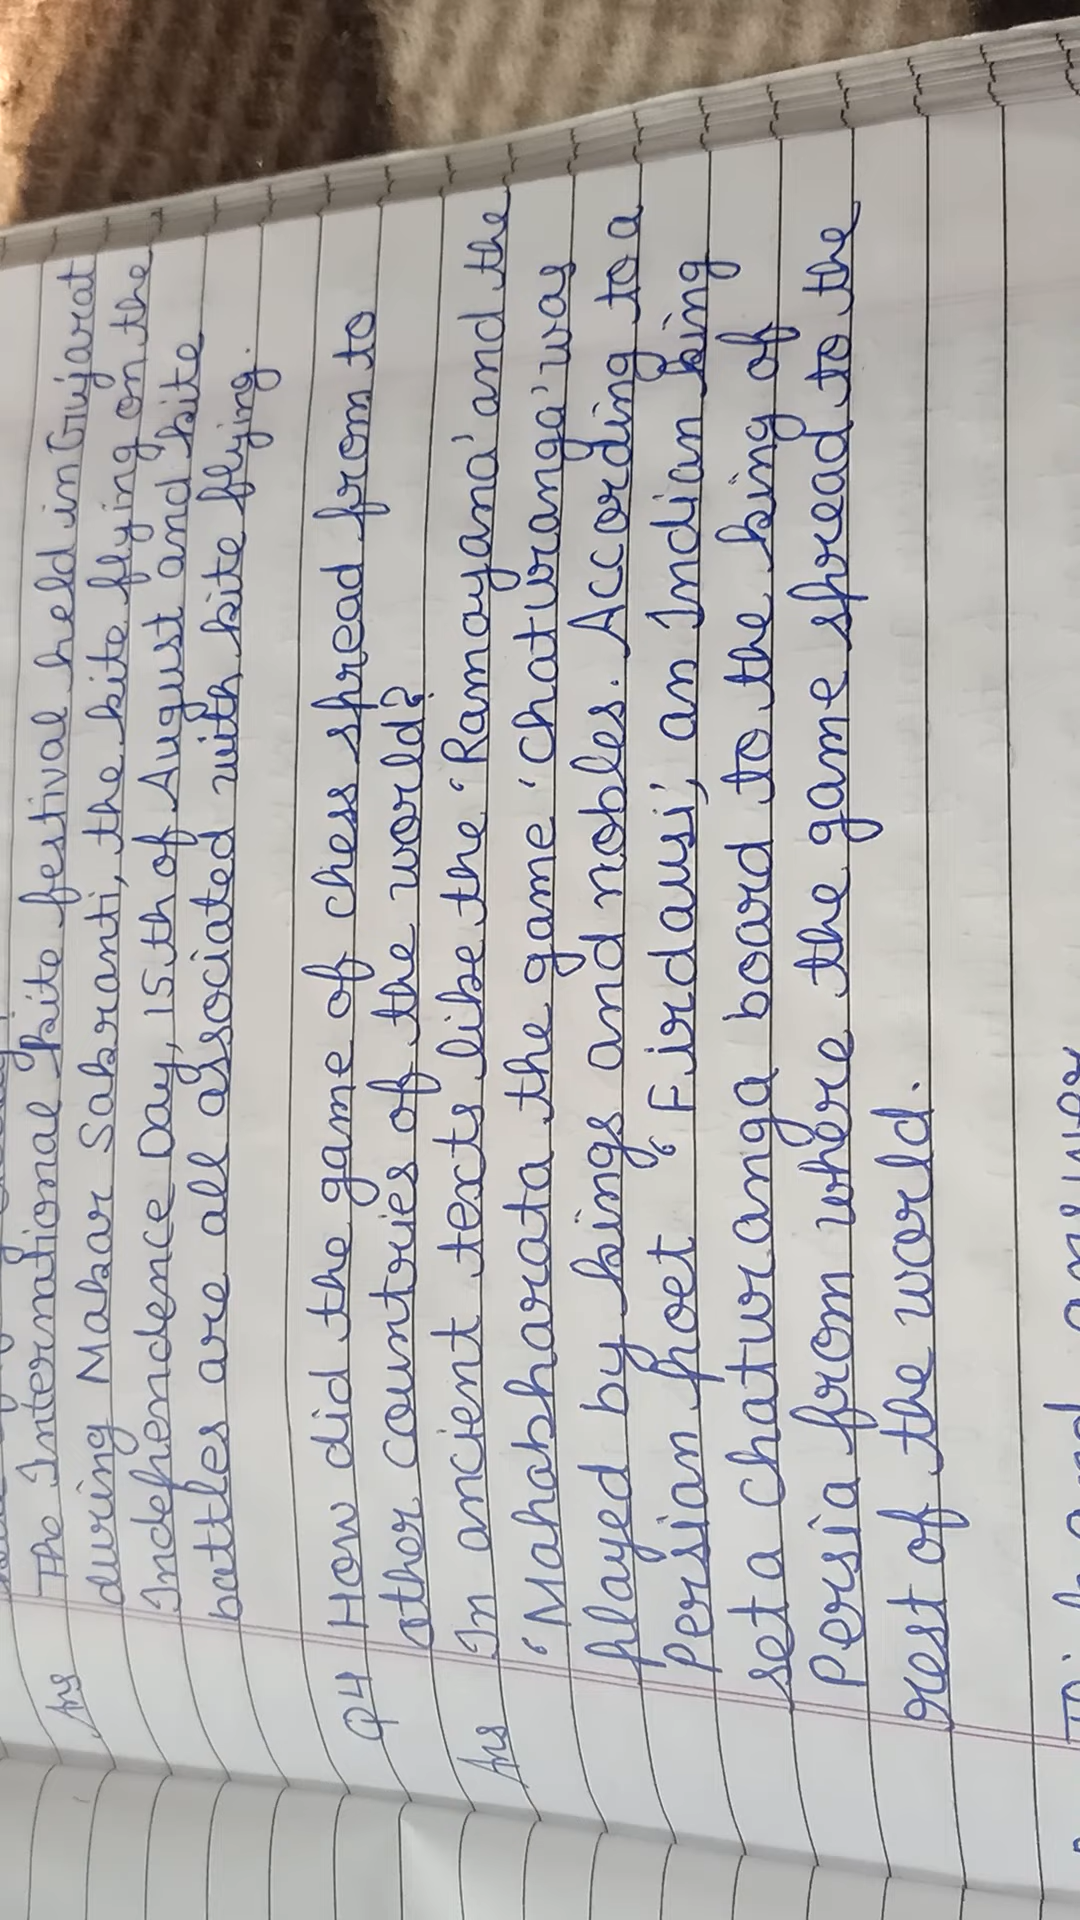 Ans The International kite festival held in Gujarat
during Makar Sakranti, the kite flying on the
Independence Day, 15th of August and kite
battles are all associated with kite flying.
Q4 How did the game of chess spread from to
other countries of the world?
Ans In ancient texts like the 'Ramayana' and the
'Mahabharata the game 'chaturanga' was
played by kings and nobles. According to a
Persian poet "Firdausi', an Indian king
set a chaturanga board to the king of
Persia from where the game spread to the
rest of the world.
and answer